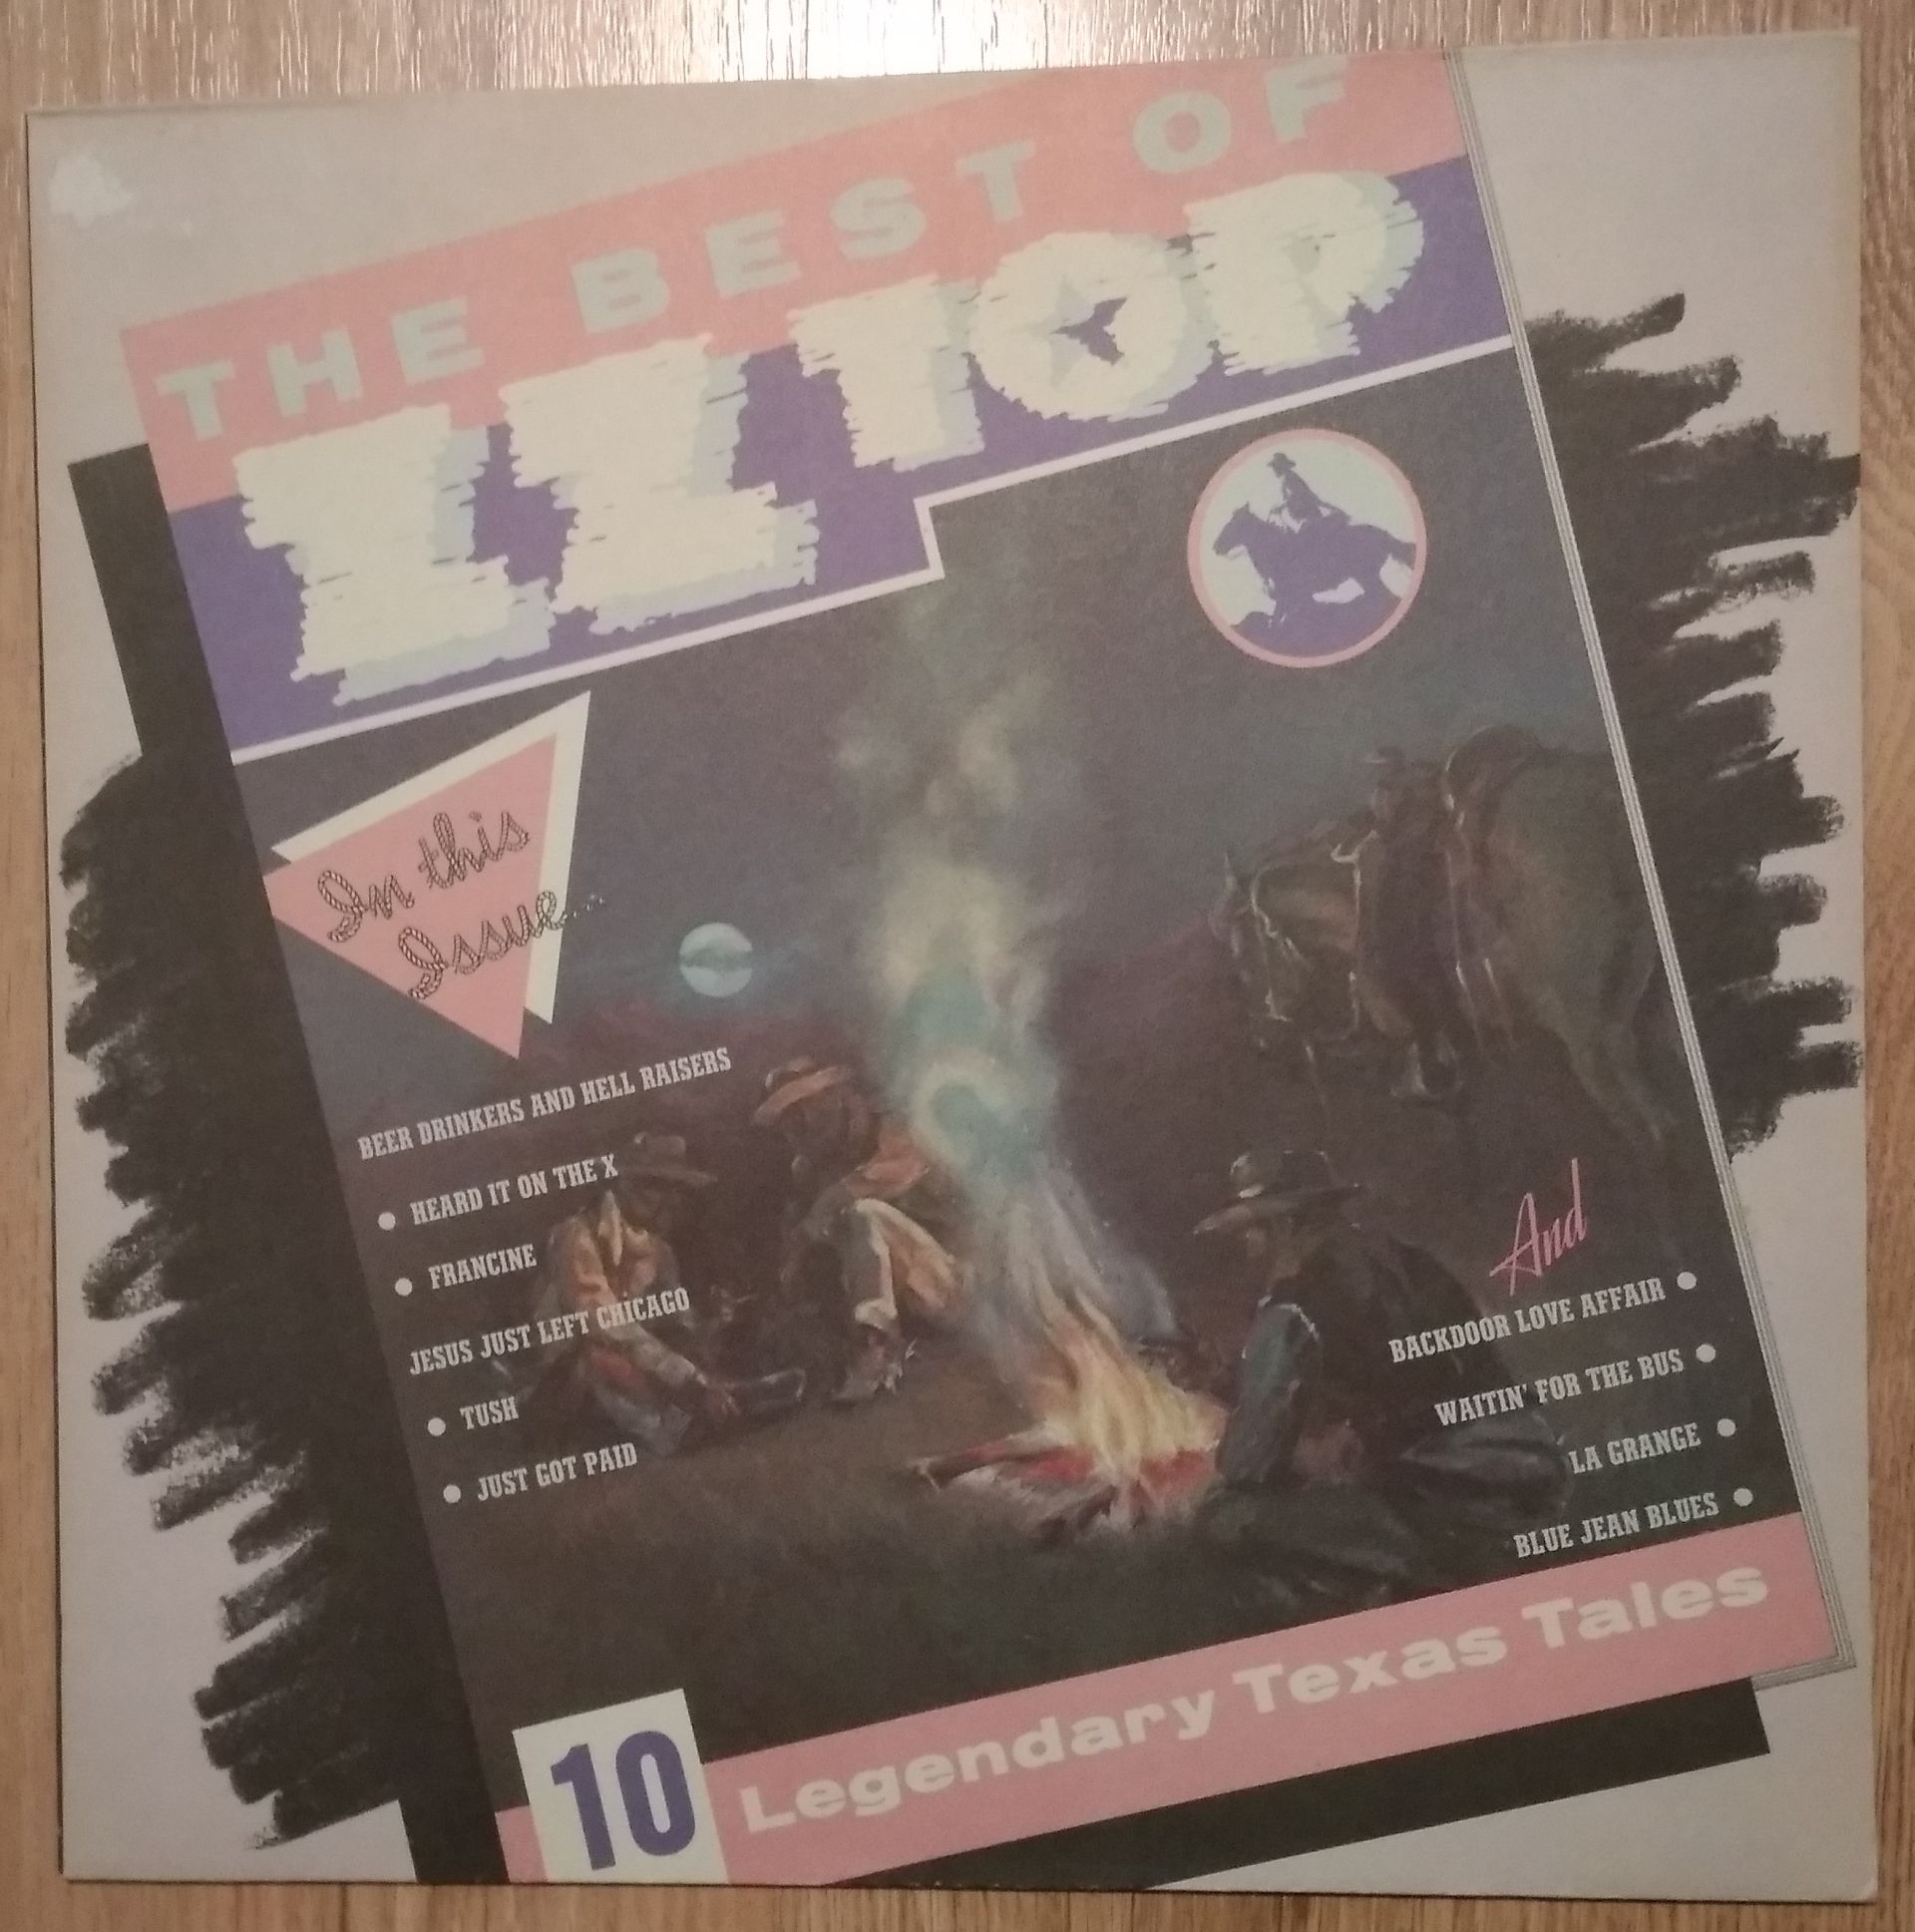 THE BEST OF
ZZ TOP
In this
Issue...
BEER DRINKERS AND HELL RAISERS
• HEARD IT ON THE X
• FRANCINE
JESUS JUST LEFT CHICAGO
• TUSH
• JUST GOT PAID
And
BACKDOOR LOVE AFFAIR •
WAITIN' FOR THE BUS •
LA GRANGE •
BLUE JEAN BLUES •
10 Legendary Texas Tales